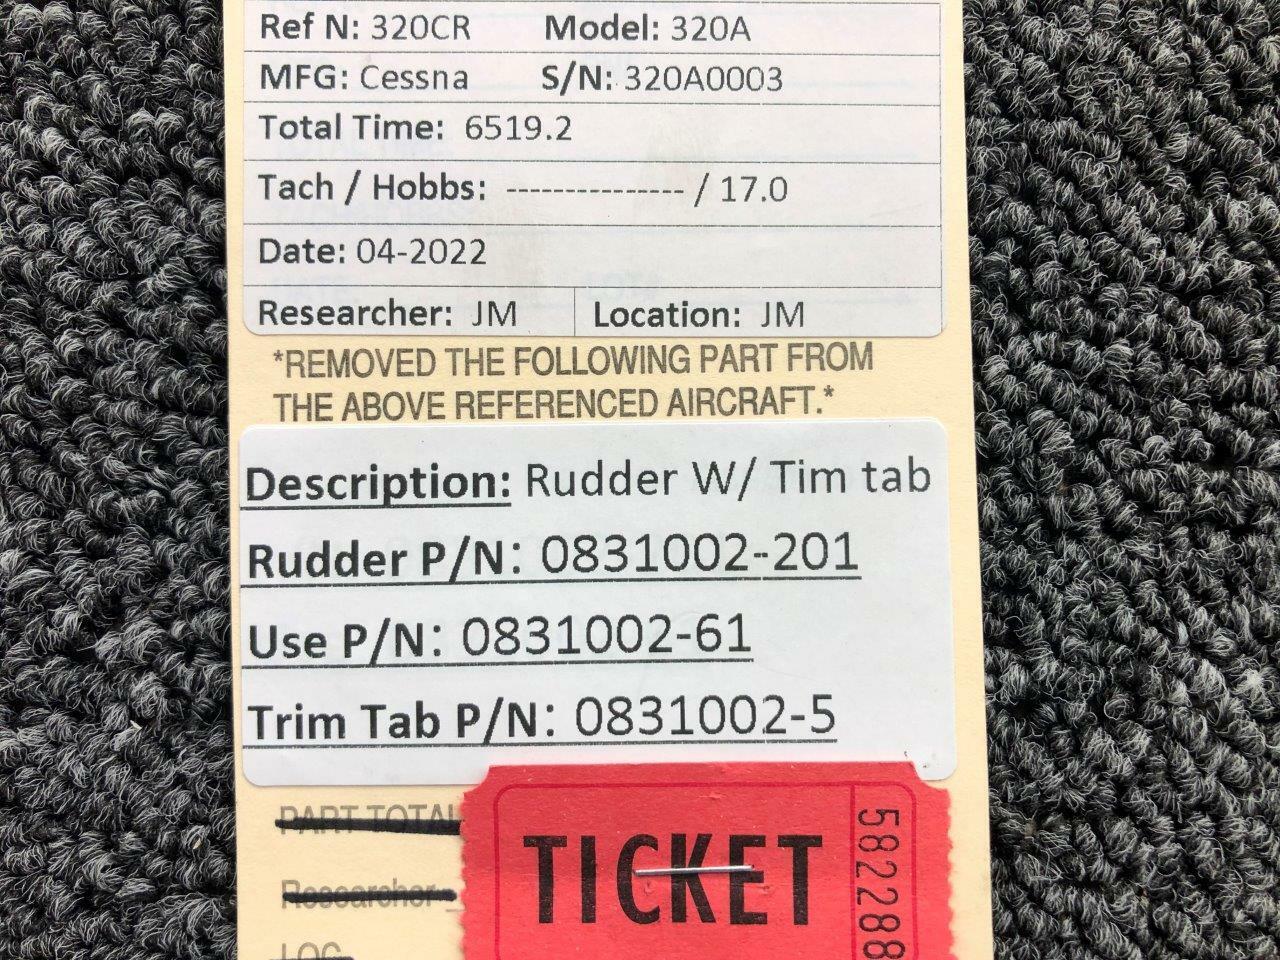 Ref N: 320CR Model: 320A
MFG: Cessna S/N: 320A0003
Total Time: 6519.2
Tach / Hobbs: --------------- / 17.0
Date: 04-2022
Researcher: JM Location: JM
*REMOVED THE FOLLOWING PART FROM
THE ABOVE REFERENCED AIRCRAFT.*
Description: Rudder W/ Tim tab
Rudder P/N: 0831002-201
Use P/N: 0831002-61
Trim Tab P/N: 0831002-5
PART TOTAL
Researcher
LOG
TICKET
582288